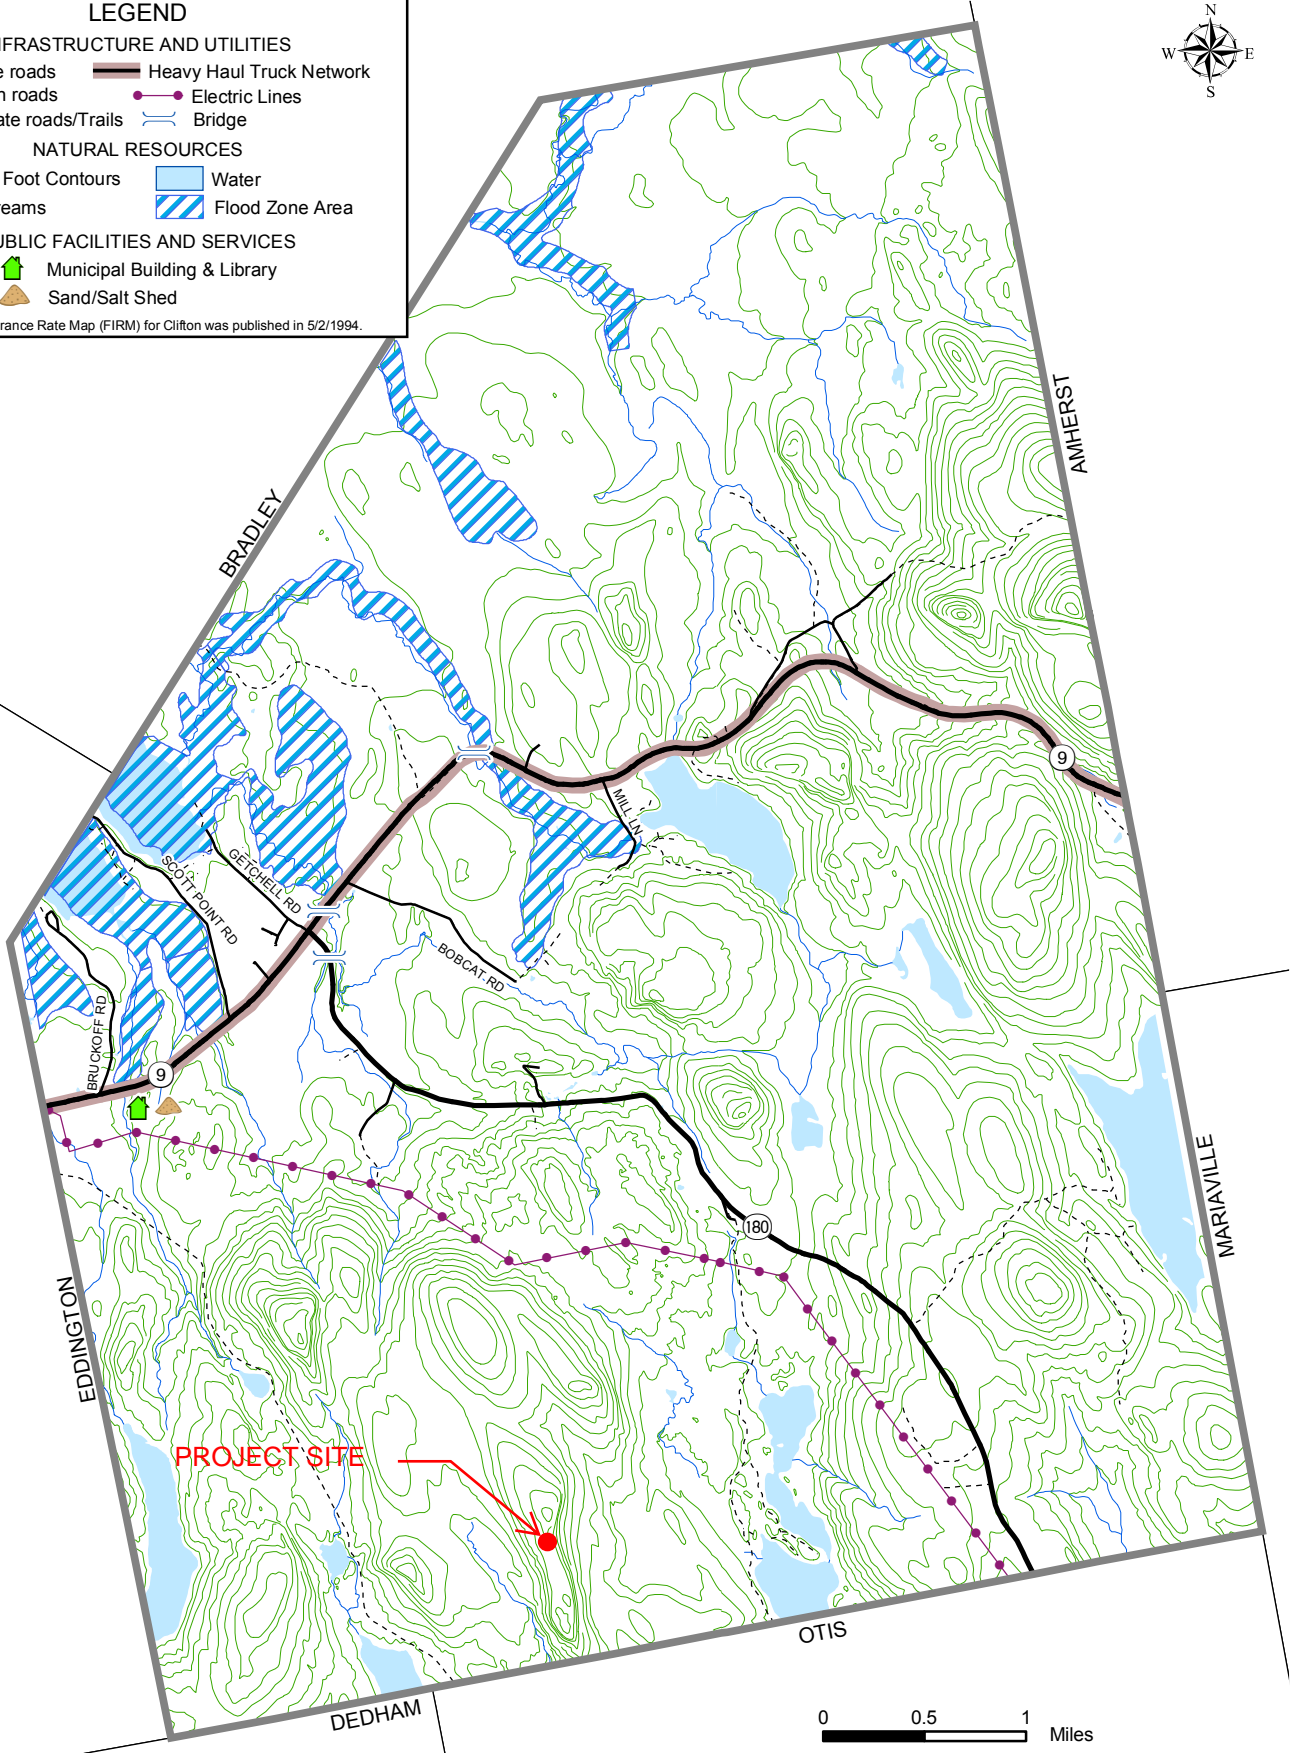 LEGEND
NFRASTRUCTURE AND UTILITIES
e roads
Heavy Haul Truck Network
n roads
Electric Lines
ate roads/Trails
Bridge
NATURAL RESOURCES
Foot Contours
Water
reams
Flood Zone Area
UBLIC FACILITIES AND SERVICES
Municipal Building & Library
Sand/Salt Shed
rance Rate Map (FIRM) for Clifton was published in 5/2/1994.
N
W
E
S
AMHERST
BRADLEY
9
MILL LN
GETCHELL RD
SCOTT POINT RD
BOBCAT RD
BRUCKOFF RD
9
180
MARIAVILLE
EDDINGTON
PROJECT SITE
OTIS
DEDHAM
0 0.5 1
Miles